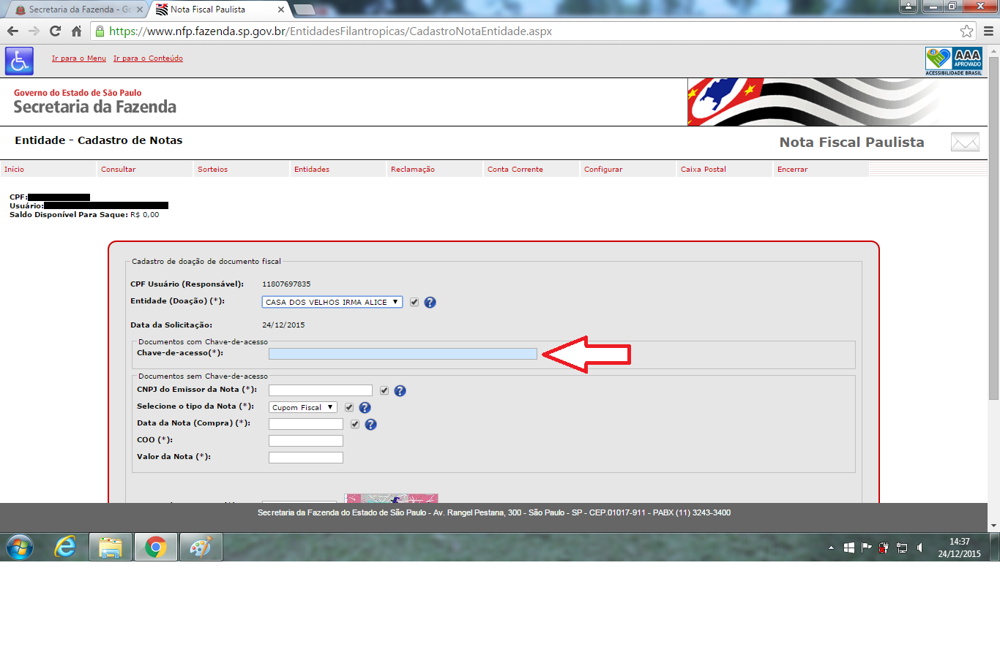 Secretaria da Fazenda - Go
Nota Fiscal Paulista
https://www.nfp.fazenda.sp.gov.br/EntidadesFilantropicas/CadastroNotaEntidade.aspx
Ir para o Menu Ir para o Conteúdo
AAA
APROVADO
ACESSIBILIDADE BRASIL
Governo do Estado de São Paulo
Secretaria da Fazenda
Entidade - Cadastro de Notas
Nota Fiscal Paulista
Início Consultar Sorteios Entidades Reclamação Conta Corrente Configurar Caixa Postal Encerrar
CPF:
Usuário:
Saldo Disponível Para Saque: R$ 0,00
Cadastro de doação de documento fiscal
CPF Usuário (Responsável): 11807697835
Entidade (Doação) (*): CASA DOS VELHOS IRMA ALICE
Data da Solicitação: 24/12/2015
Documentos com Chave-de-acesso
Chave-de-acesso(*):
Documentos sem Chave-de-acesso
CNPJ do Emissor da Nota (*):
Selecione o tipo da Nota (*): Cupom Fiscal
Data da Nota (Compra) (*):
COO (*):
Valor da Nota (*):
Secretaria da Fazenda do Estado de São Paulo - Av. Rangel Pestana, 300 - São Paulo - SP - CEP.01017-911 - PABX (11) 3243-3400
14:37
24/12/2015